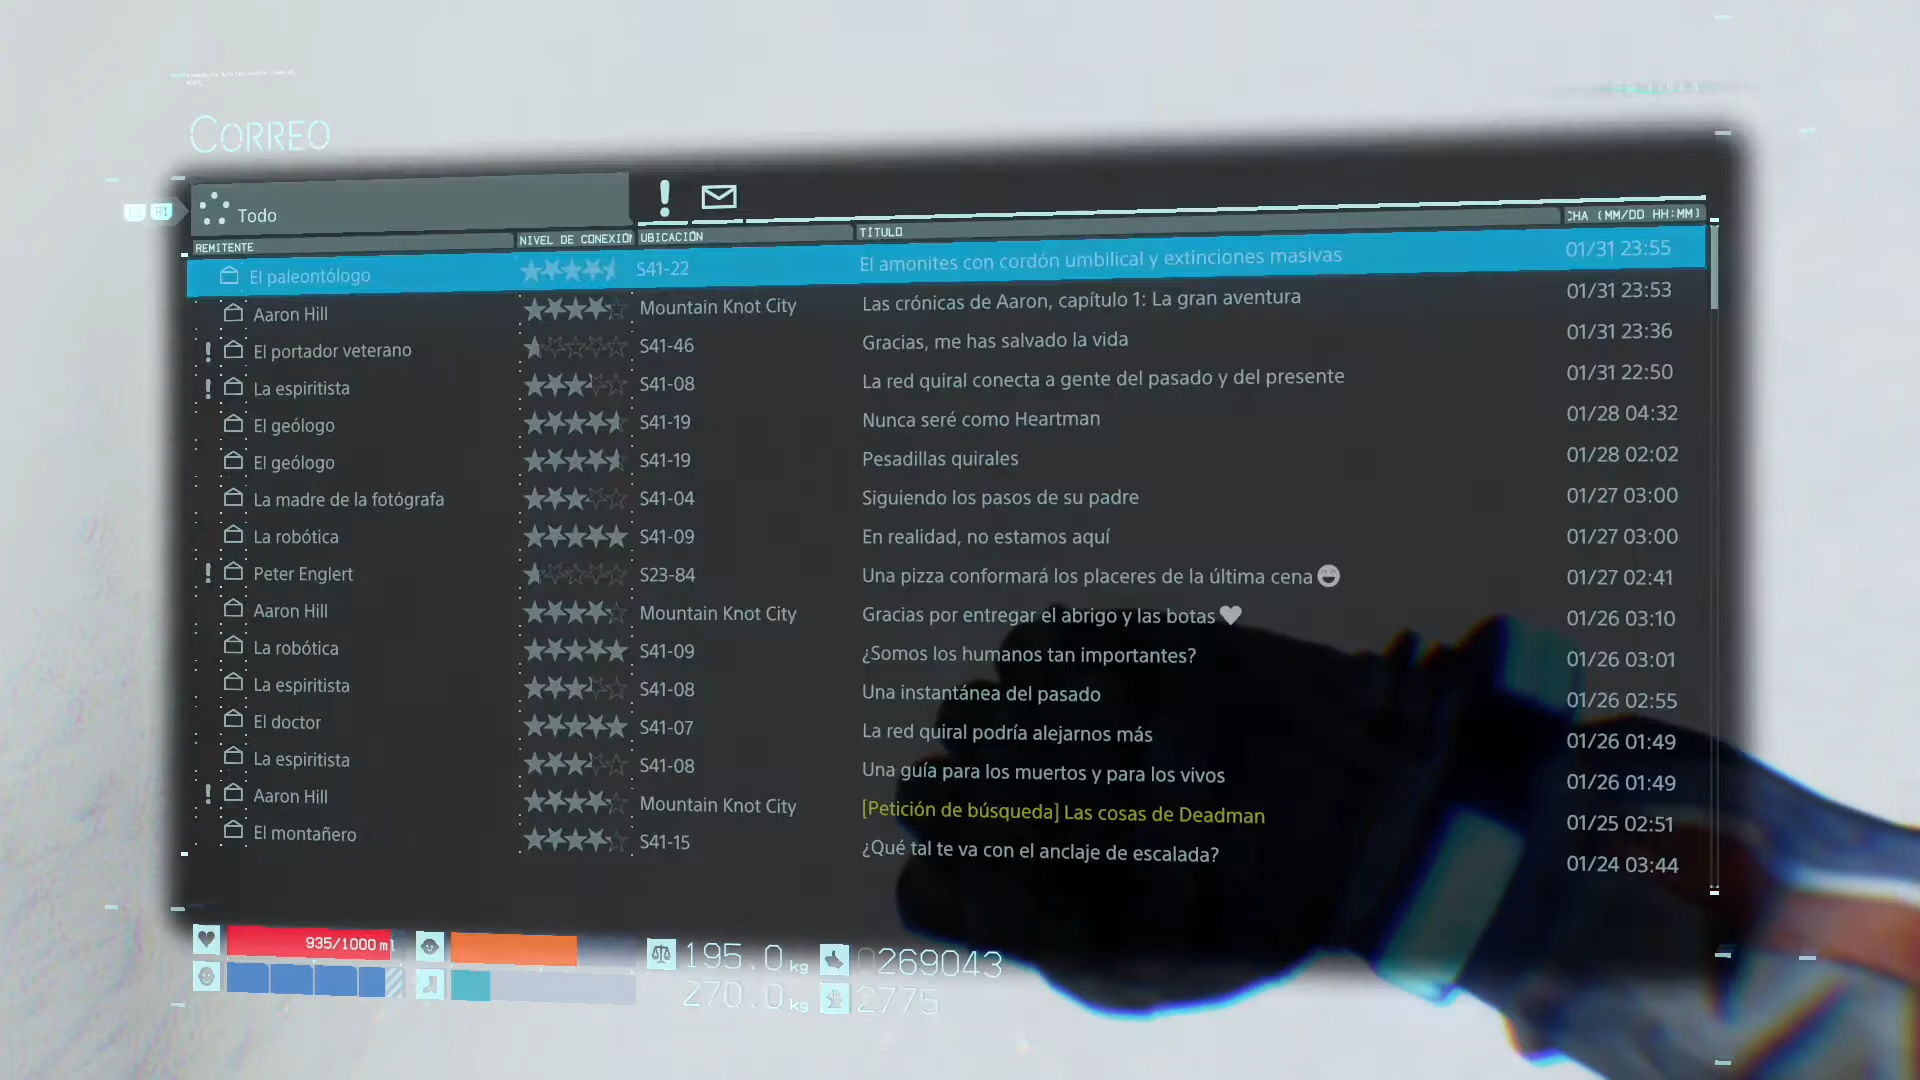 CORREO
R1
Todo
REMITENTE NIVEL DE CONEXIÓN UBICACIÓN TÍTULO CHA (MM/DD HH:MM)
El paleontólogo S41-22 El amonites con cordón umbilical y extinciones masivas 01/31 23:55
Aaron Hill Mountain Knot City Las crónicas de Aaron, capítulo 1: La gran aventura 01/31 23:53
! El portador veterano S41-46 Gracias, me has salvado la vida 01/31 23:36
! La espiritista S41-08 La red quiral conecta a gente del pasado y del presente 01/31 22:50
El geólogo S41-19 Nunca seré como Heartman 01/28 04:32
El geólogo S41-19 Pesadillas quirales 01/28 02:02
La madre de la fotógrafa S41-04 Siguiendo los pasos de su padre 01/27 03:00
La robótica S41-09 En realidad, no estamos aquí 01/27 03:00
! Peter Englert S23-84 Una pizza conformará los placeres de la última cena 01/27 02:41
Aaron Hill Mountain Knot City Gracias por entregar el abrigo y las botas 01/26 03:10
La robótica S41-09 ¿Somos los humanos tan importantes? 01/26 03:01
La espiritista S41-08 Una instantánea del pasado 01/26 02:55
El doctor S41-07 La red quiral podría alejarnos más 01/26 01:49
La espiritista S41-08 Una guía para los muertos y para los vivos 01/26 01:49
! Aaron Hill Mountain Knot City [Petición de búsqueda] Las cosas de Deadman 01/25 02:51
El montañero S41-15 ¿Qué tal te va con el anclaje de escalada? 01/24 03:44
935/1000 ml 195.0 kg 0269043
270.0 kg 2775